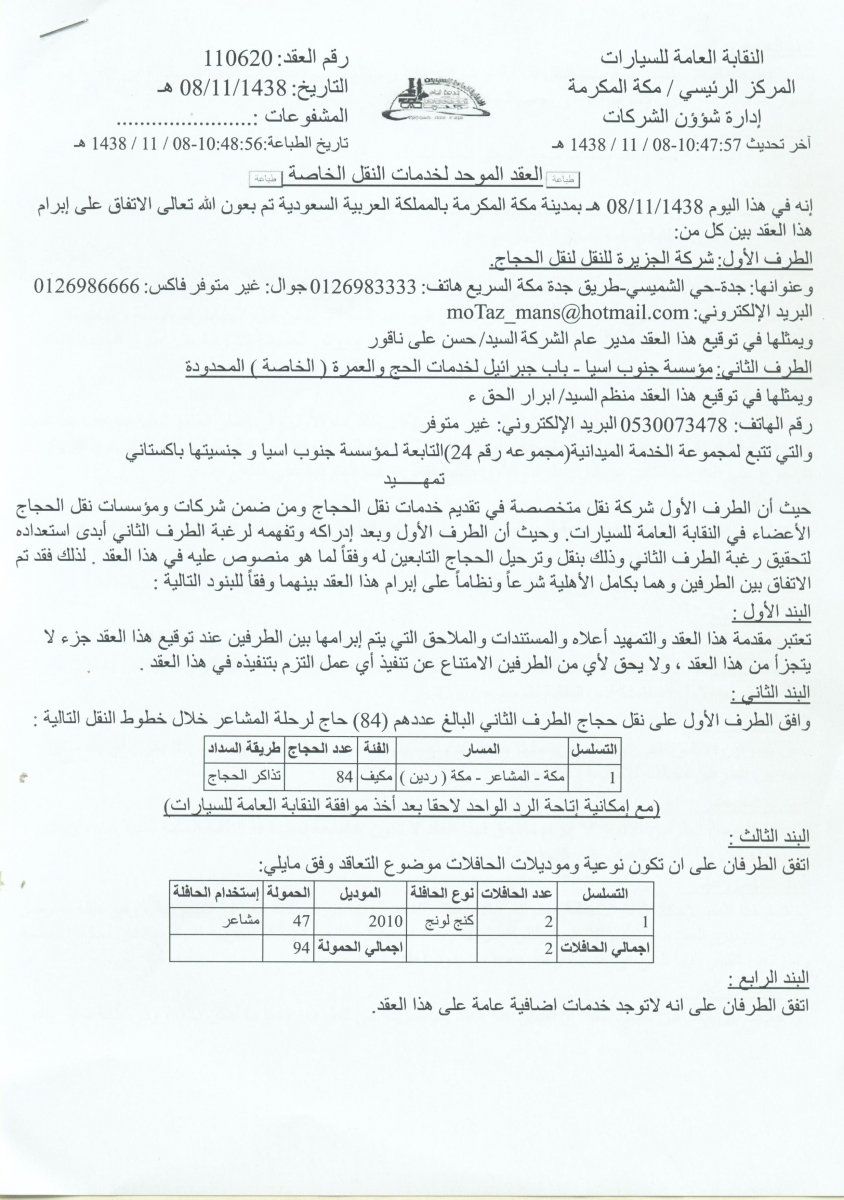 النقابة العامة للسيارات
المركز الرئيسي / مكة المكرمة
إدارة شؤون الشركات
آخر تحديث 10:47:57-08 / 11 / 1438 هـ
رقم العقد: 110620
التاريخ: 08/11/1438 هـ
المشفوعات :.......................
تاريخ الطباعة:10:48:56-08 / 11 / 1438 هـ
طباعة العقد الموحد لخدمات النقل الخاصة طباعة
إنه في هذا اليوم 08/11/1438 هـ بمدينة مكة المكرمة بالمملكة العربية السعودية تم بعون الله تعالى الاتفاق على إبرام
هذا العقد بين كل من:
الطرف الأول: شركة الجزيرة للنقل لنقل الحجاج.
وعنوانها: جدة-حي الشميسي-طريق جدة مكة السريع هاتف: 0126983333 جوال: غير متوفر فاكس: 0126986666
البريد الإلكتروني: moTaz_mans@hotmail.com
ويمثلها في توقيع هذا العقد مدير عام الشركة السيد/ حسن على ناقور
الطرف الثاني: مؤسسة جنوب اسيا - باب جبرائيل لخدمات الحج والعمرة ( الخاصة ) المحدودة
ويمثلها في توقيع هذا العقد منظم السيد/ ابرار الحق ء
رقم الهاتف: 0530073478 البريد الإلكتروني: غير متوفر
والتي تتبع لمجموعة الخدمة الميدانية(مجموعه رقم 24)التابعة لـمؤسسة جنوب اسيا و جنسيتها باكستاني
تمهـــــيد
حيث أن الطرف الأول شركة نقل متخصصة في تقديم خدمات نقل الحجاج ومن ضمن شركات ومؤسسات نقل الحجاج
الأعضاء في النقابة العامة للسيارات. وحيث أن الطرف الأول وبعد إدراكه وتفهمه لرغبة الطرف الثاني أبدى استعداده
لتحقيق رغبة الطرف الثاني وذلك بنقل وترحيل الحجاج التابعين له وفقاً لما هو منصوص عليه في هذا العقد . لذلك فقد تم
الاتفاق بين الطرفين وهما بكامل الأهلية شرعاً ونظاماً على إبرام هذا العقد بينهما وفقاً للبنود التالية :
البند الأول :
تعتبر مقدمة هذا العقد والتمهيد أعلاه والمستندات والملاحق التي يتم إبرامها بين الطرفين عند توقيع هذا العقد جزء لا
يتجزأ من هذا العقد ، ولا يحق لأي من الطرفين الامتناع عن تنفيذ أي عمل التزم بتنفيذه في هذا العقد .
البند الثاني :
وافق الطرف الأول على نقل حجاج الطرف الثاني البالغ عددهم (84) حاج لرحلة المشاعر خلال خطوط النقل التالية :
التسلسل المسار الفئة عدد الحجاج طريقة السداد
1 مكة - المشاعر - مكة ( ردين ) مكيف 84 تذاكر الحجاج
(مع إمكانية إتاحة الرد الواحد لاحقا بعد أخذ موافقة النقابة العامة للسيارات)
البند الثالث :
اتفق الطرفان على ان تكون نوعية وموديلات الحافلات موضوع التعاقد وفق مايلي:
التسلسل عدد الحافلات نوع الحافلة الموديل الحمولة إستخدام الحافلة
1 2 كنج لونج 2010 47 مشاعر
اجمالي الحافلات 2 اجمالي الحمولة 94
البند الرابع :
اتفق الطرفان على انه لاتوجد خدمات اضافية عامة على هذا العقد.